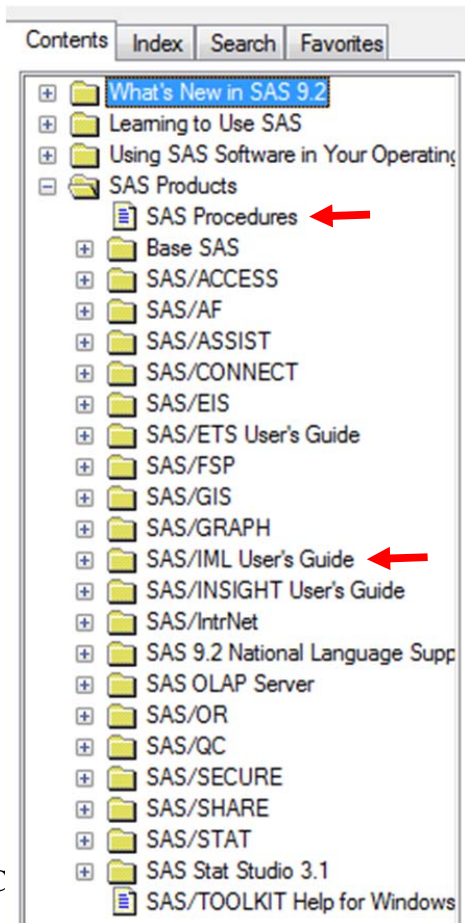 Contents Index Search Favorites
What's New in SAS 9.2
Learning to Use SAS
Using SAS Software in Your Operating
SAS Products
SAS Procedures
Base SAS
SAS/ACCESS
SAS/AF
SAS/ASSIST
SAS/CONNECT
SAS/EIS
SAS/ETS User's Guide
SAS/FSP
SAS/GIS
SAS/GRAPH
SAS/IML User's Guide
SAS/INSIGHT User's Guide
SAS/IntrNet
SAS 9.2 National Language Supp
SAS OLAP Server
SAS/OR
SAS/QC
SAS/SECURE
SAS/SHARE
SAS/STAT
SAS Stat Studio 3.1
SAS/TOOLKIT Help for Windows